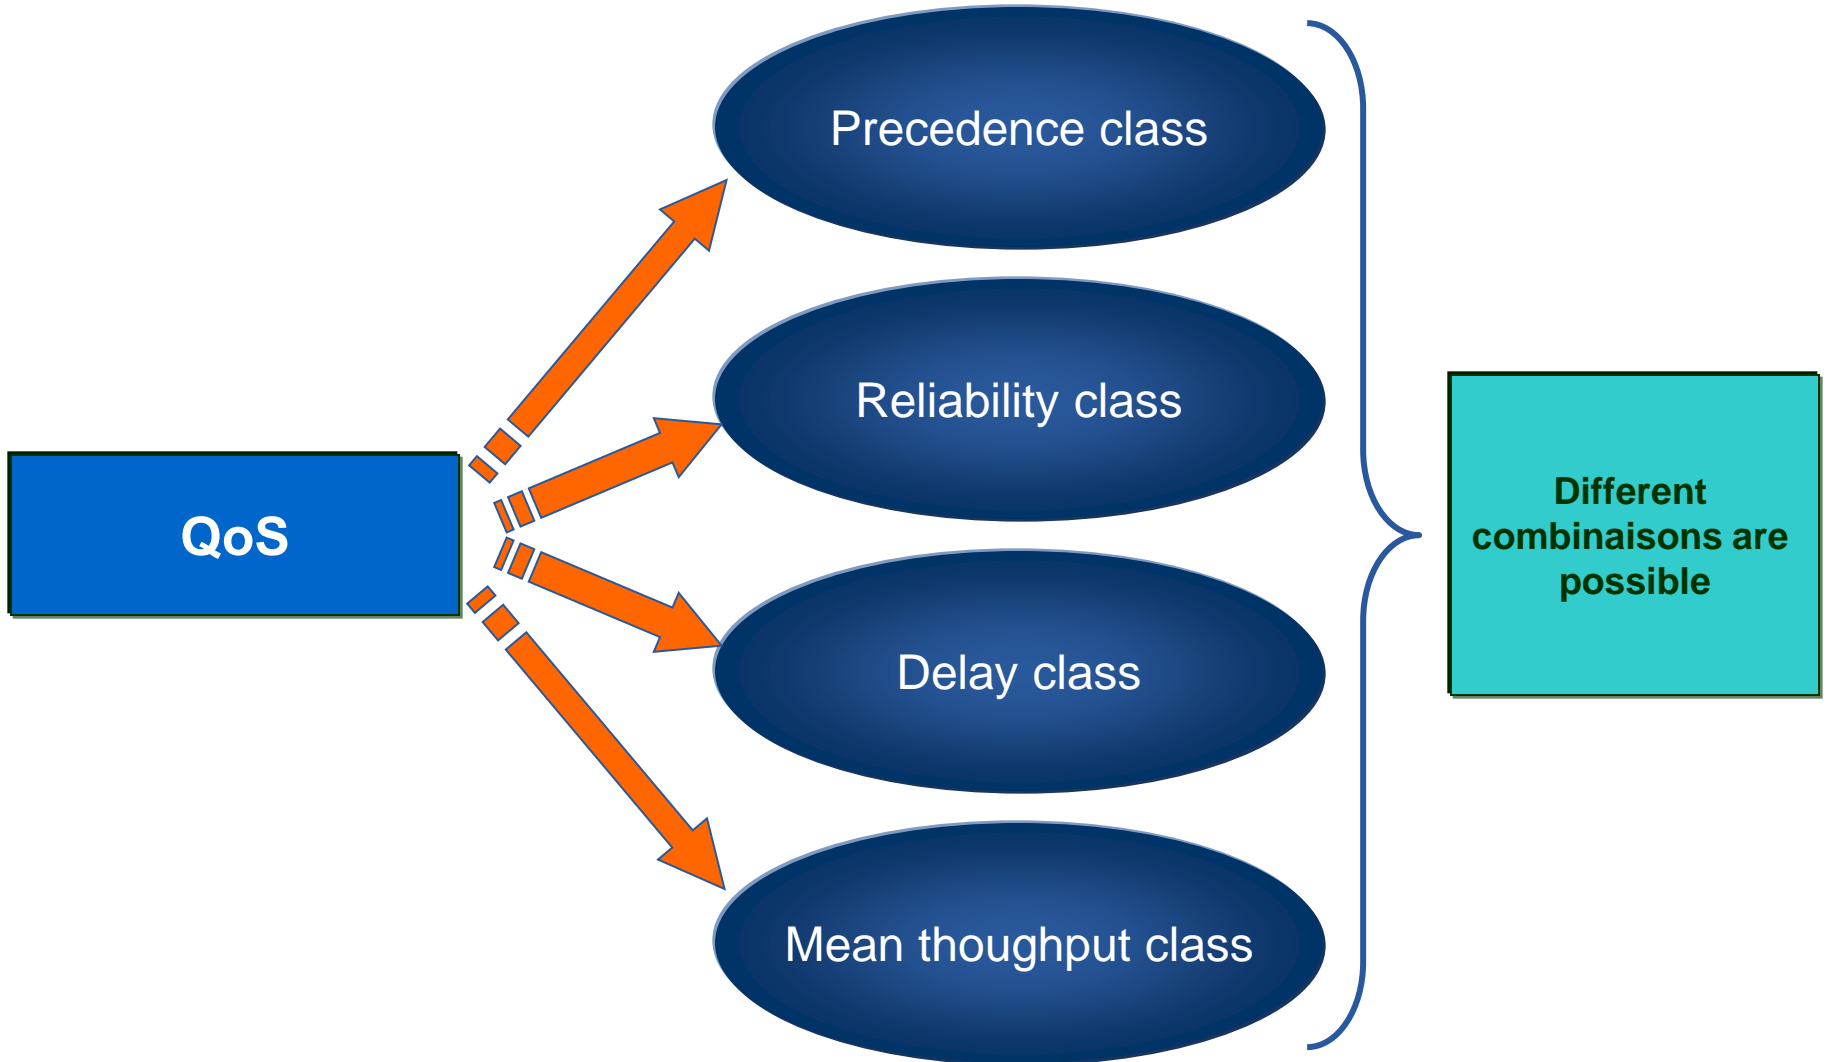 QoS
Precedence class
Reliability class
Delay class
Mean thoughput class
Different
combinaisons are
possible